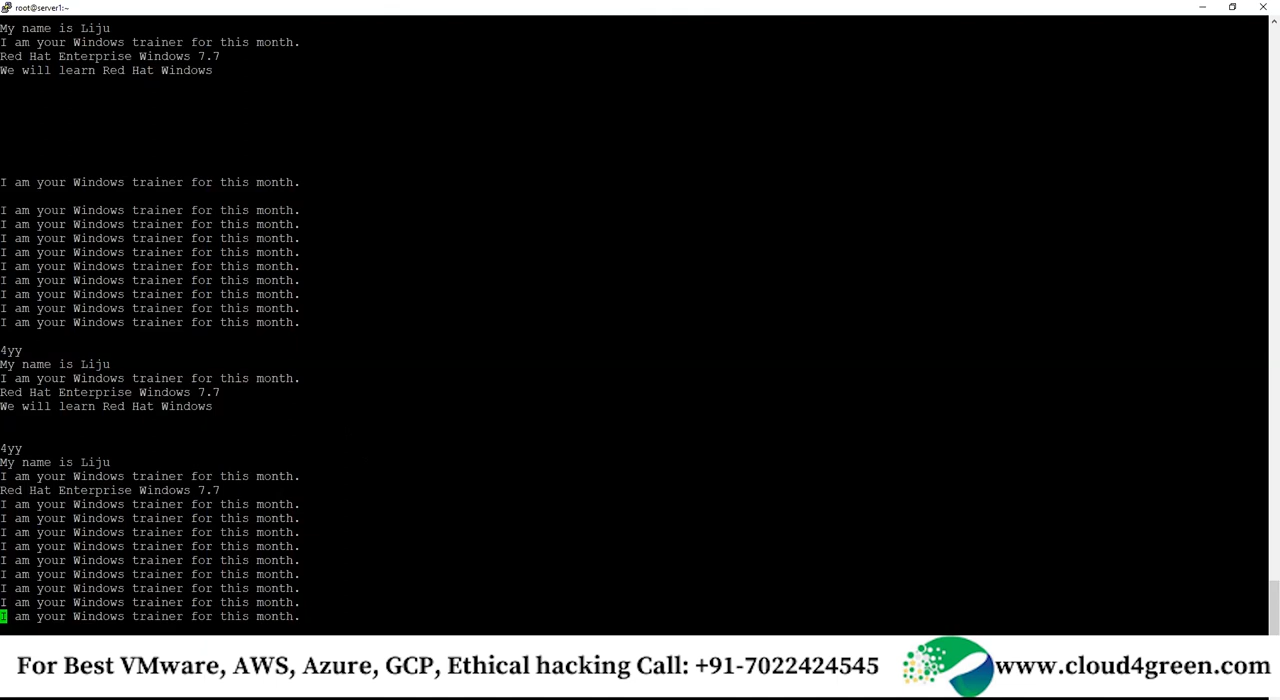 root@server1:~
My name is Liju
I am your Windows trainer for this month.
Red Hat Enterprise Windows 7.7
We will learn Red Hat Windows
I am your Windows trainer for this month.
I am your Windows trainer for this month.
I am your Windows trainer for this month.
I am your Windows trainer for this month.
I am your Windows trainer for this month.
I am your Windows trainer for this month.
I am your Windows trainer for this month.
I am your Windows trainer for this month.
I am your Windows trainer for this month.
I am your Windows trainer for this month.
4yy
My name is Liju
I am your Windows trainer for this month.
Red Hat Enterprise Windows 7.7
We will learn Red Hat Windows
4yy
My name is Liju
I am your Windows trainer for this month.
Red Hat Enterprise Windows 7.7
I am your Windows trainer for this month.
I am your Windows trainer for this month.
I am your Windows trainer for this month.
I am your Windows trainer for this month.
I am your Windows trainer for this month.
I am your Windows trainer for this month.
I am your Windows trainer for this month.
I am your Windows trainer for this month.
I am your Windows trainer for this month.
For Best VMware, AWS, Azure, GCP, Ethical hacking Call: +91-7022424545 www.cloud4green.com